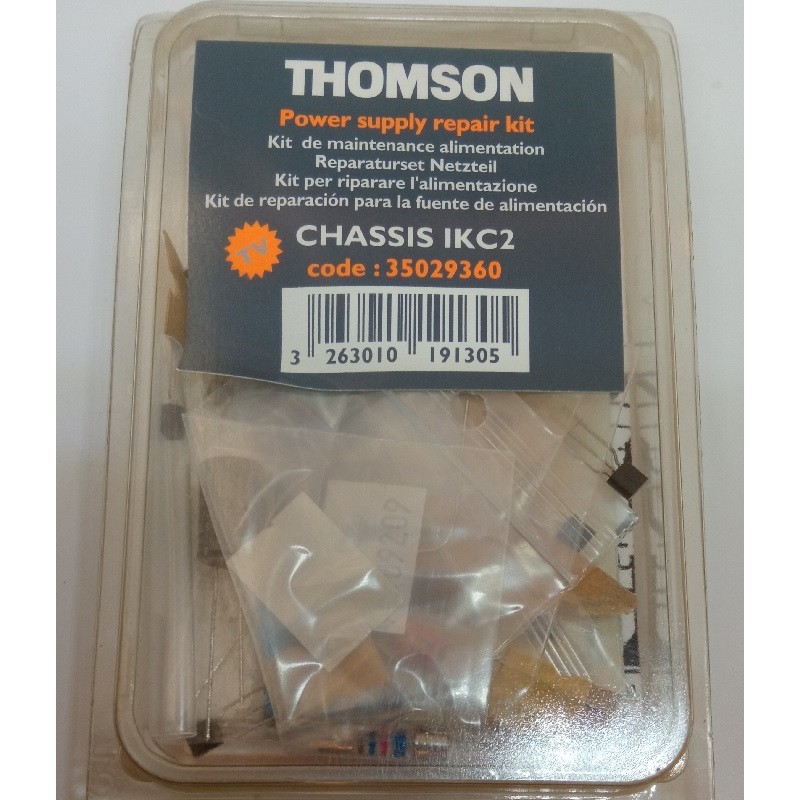 THOMSON
Power supply repair kit
Kit de maintenance alimentation
Reparaturset Netzteil
Kit per riparare l'alimentazione
Kit de reparación para la fuente de alimentación
TV
CHASSIS IKC2
code : 35029360
3 263010 191305